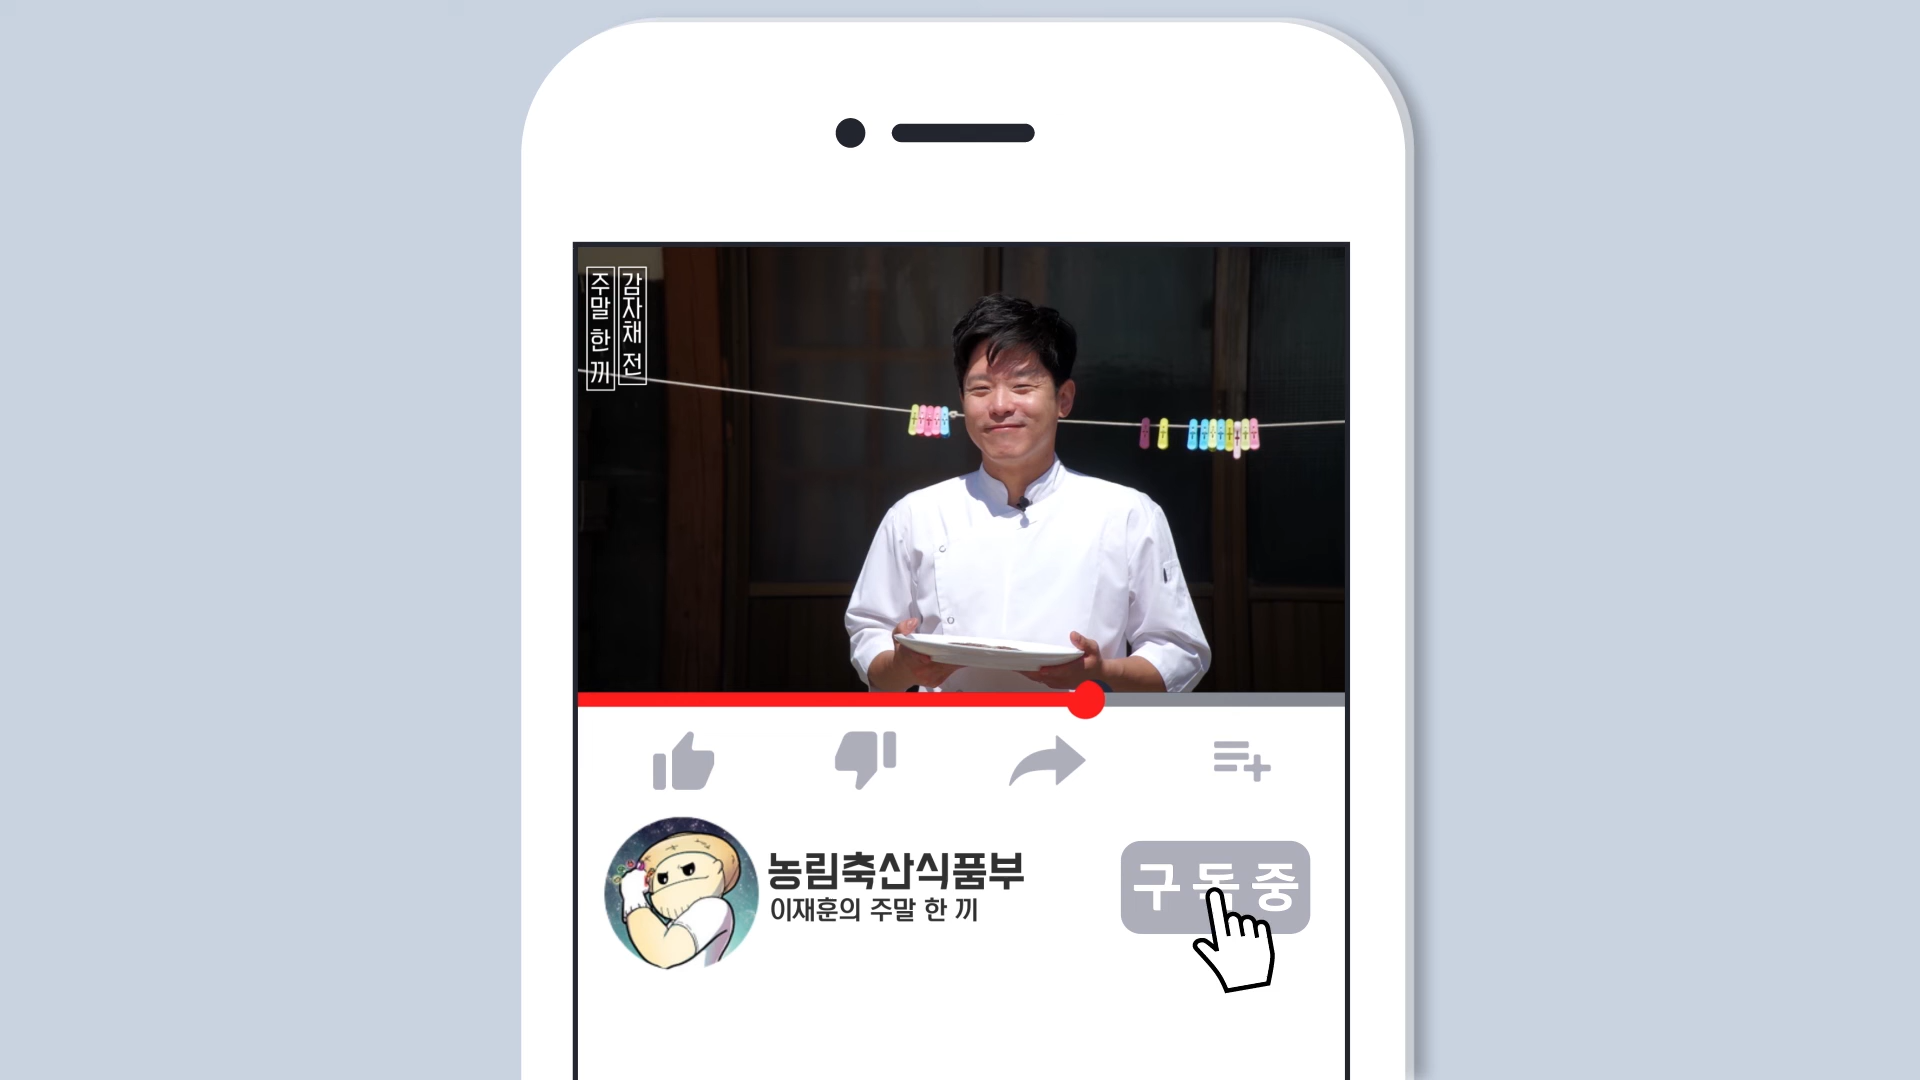 주말 한 끼
감자채 전
농림축산식품부
이재훈의 주말 한 끼
구독중